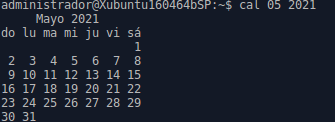 administrador@Xubuntu160464bSP:~$ cal 05 2021
Mayo 2021
do lu ma mi ju vi sá
1
2 3 4 5 6 7 8
9 10 11 12 13 14 15
16 17 18 19 20 21 22
23 24 25 26 27 28 29
30 31